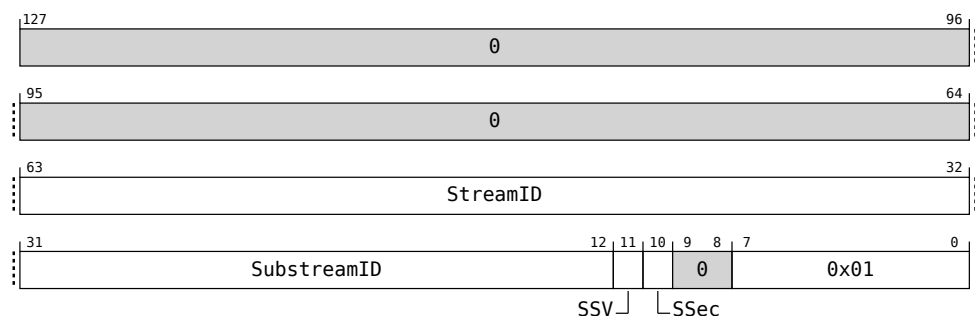 127 96
0
95 64
0
63 32
StreamID
31 12 11 10 9 8 7 0
SubstreamID 0 0x01
SSV SSec